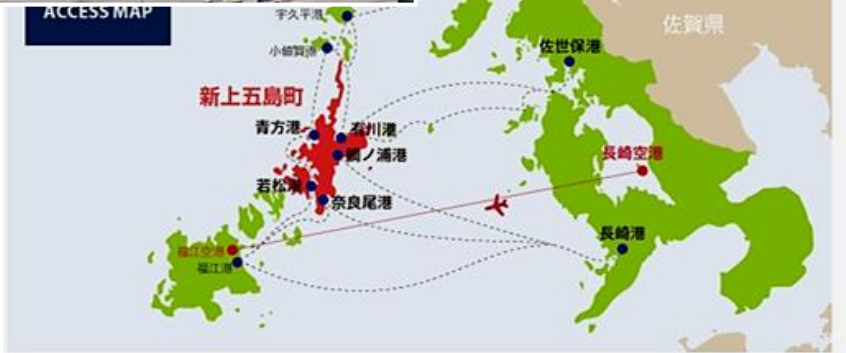 ACCESS MAP
宇久平港
佐賀県
小値賀港
佐世保港
新上五島町
青方港
有川港
鯛ノ浦港
長崎空港
若松港
奈良尾港
長崎港
福江空港
福江港